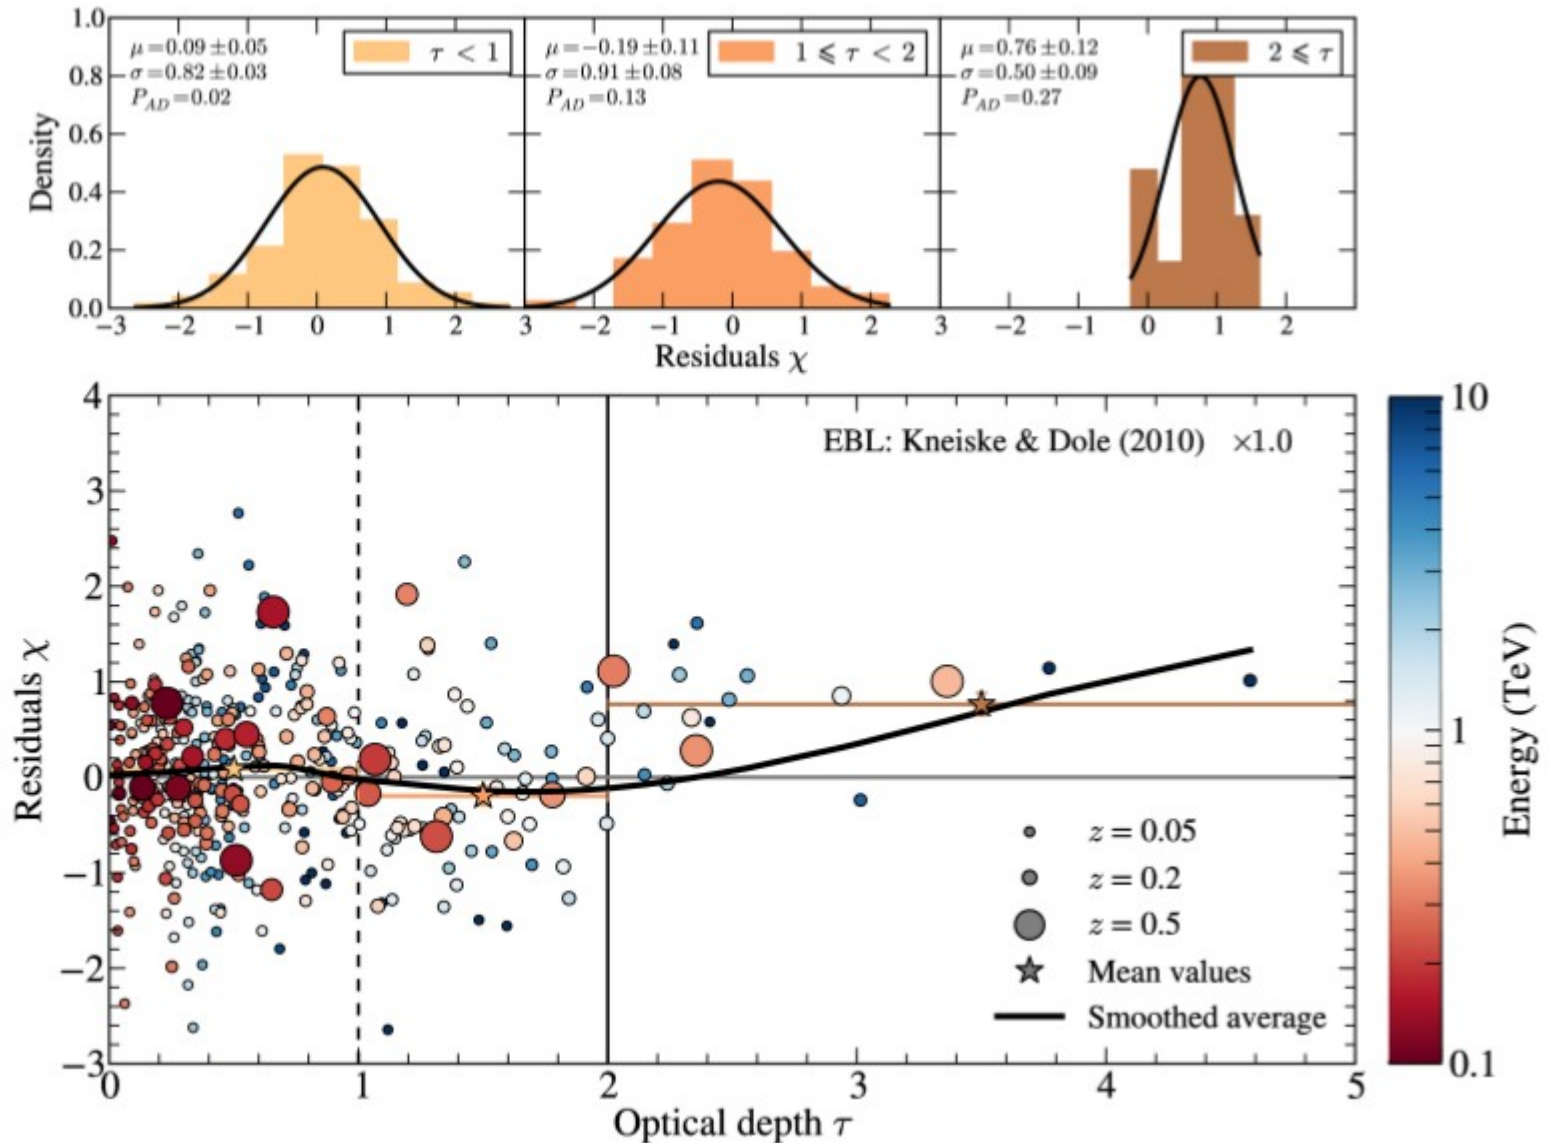 1.0
0.8
0.6
0.4
0.2
0.0
Density
μ=0.09±0.05
σ=0.82±0.03
P_AD=0.02
τ < 1
μ=−0.19±0.11
σ=0.91±0.08
P_AD=0.13
1 ⩽ τ < 2
μ=0.76±0.12
σ=0.50±0.09
P_AD=0.27
2 ⩽ τ
−3 −2 −1 0 1 2 3 −2 −1 0 1 2 3 −2 −1 0 1 2
Residuals χ
4
3
2
1
0
−1
−2
−3
Residuals χ
EBL: Kneiske & Dole (2010) ×1.0
z = 0.05
z = 0.2
z = 0.5
Mean values
Smoothed average
0 1 2 3 4 5
Optical depth τ
10
1
0.1
Energy (TeV)